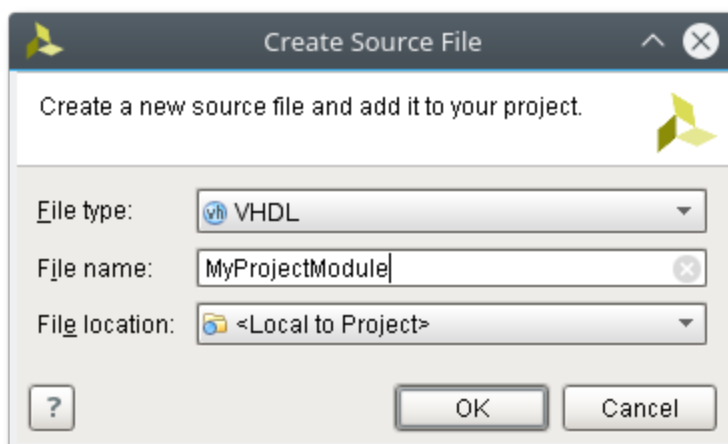 Create Source File
Create a new source file and add it to your project.
File type: vh VHDL
File name: MyProjectModule
File location: <Local to Project>
? OK Cancel